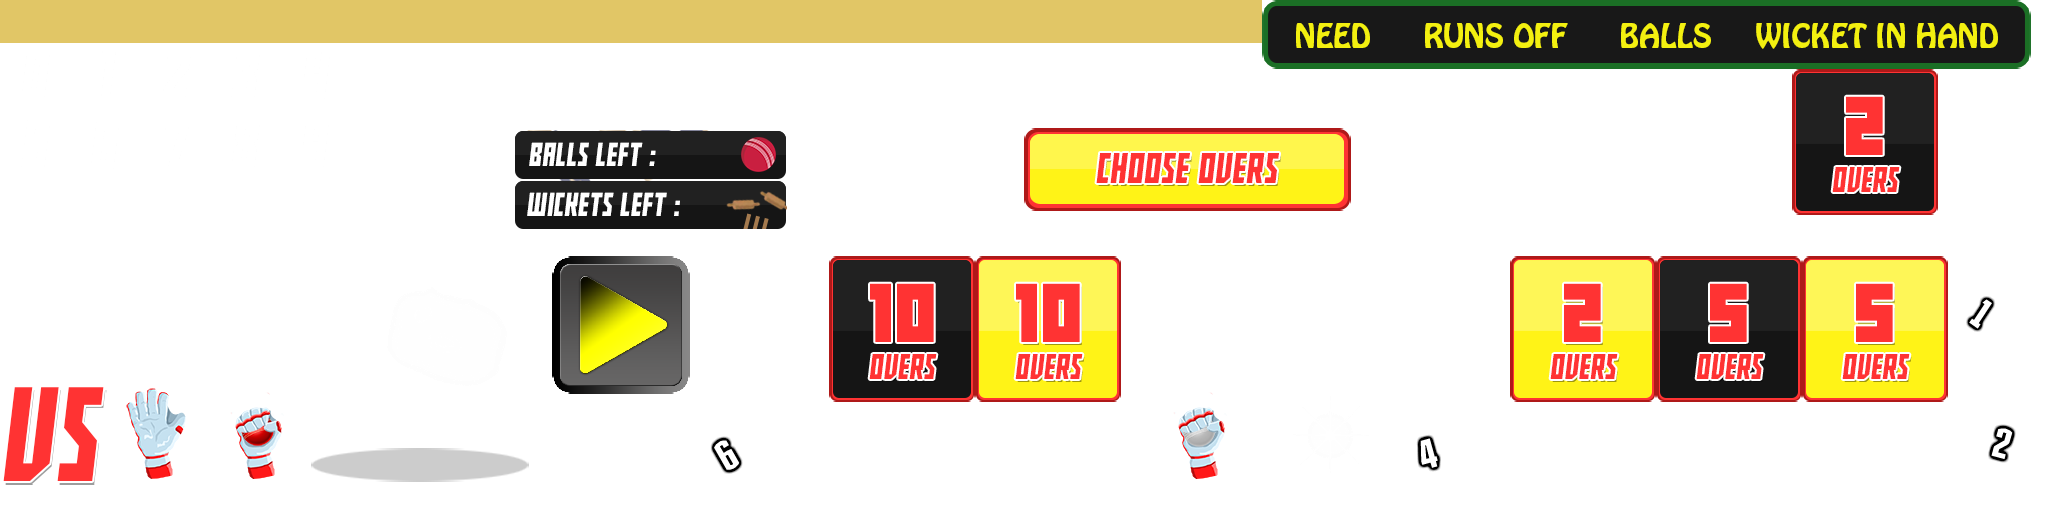 NEED RUNS OFF BALLS WICKET IN HAND
2
OVERS
BALLS LEFT :
CHOOSE OVERS
WICKETS LEFT :
10
OVERS
10
OVERS
2
OVERS
5
OVERS
5
OVERS
1
VS
6
4
2